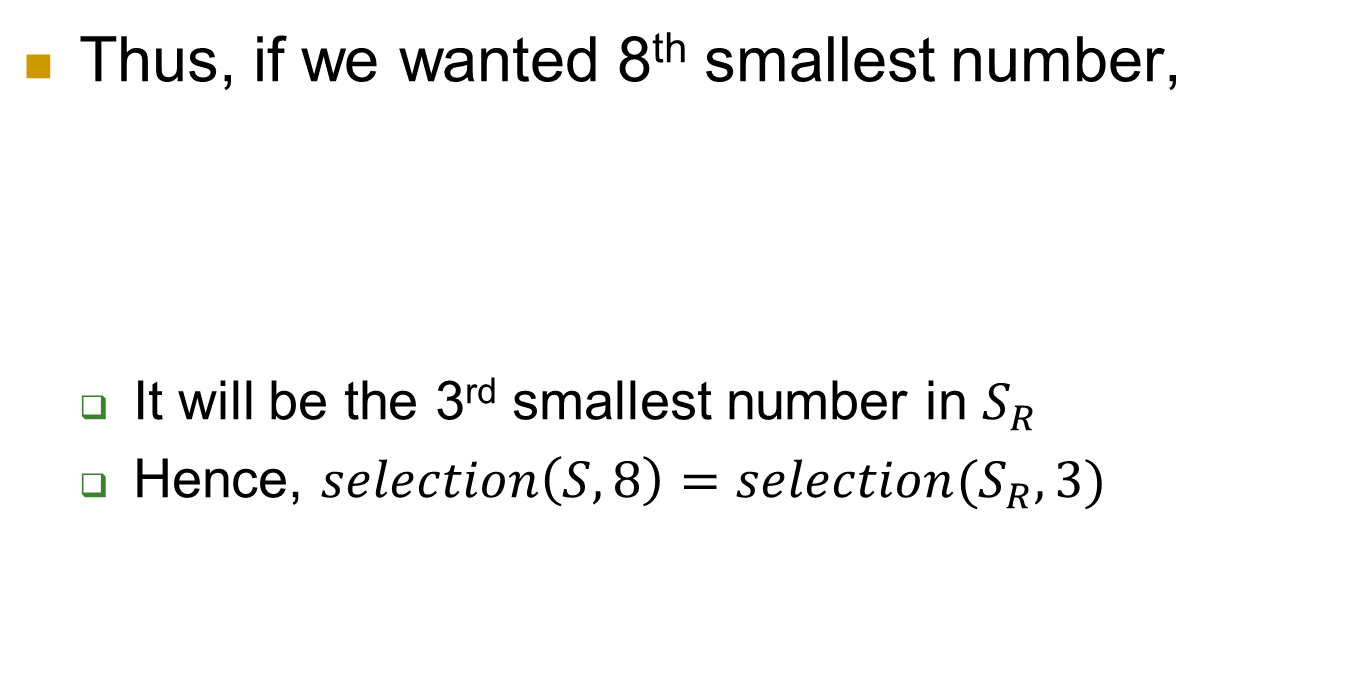 Thus, if we wanted 8th smallest number,
It will be the 3rd smallest number in S_R
Hence, selection(S, 8) = selection(S_R, 3)